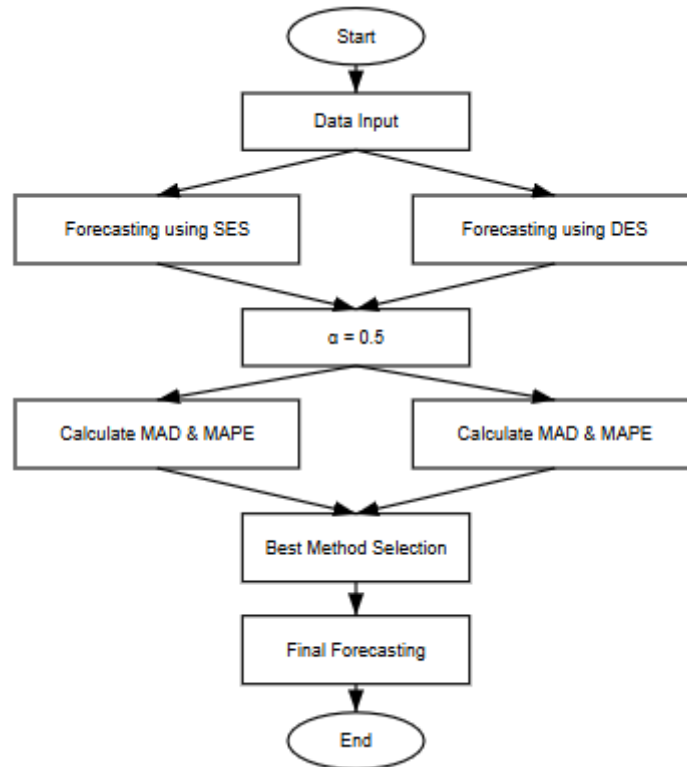 Start
Data Input
Forecasting using SES
Forecasting using DES
α = 0.5
Calculate MAD & MAPE
Calculate MAD & MAPE
Best Method Selection
Final Forecasting
End